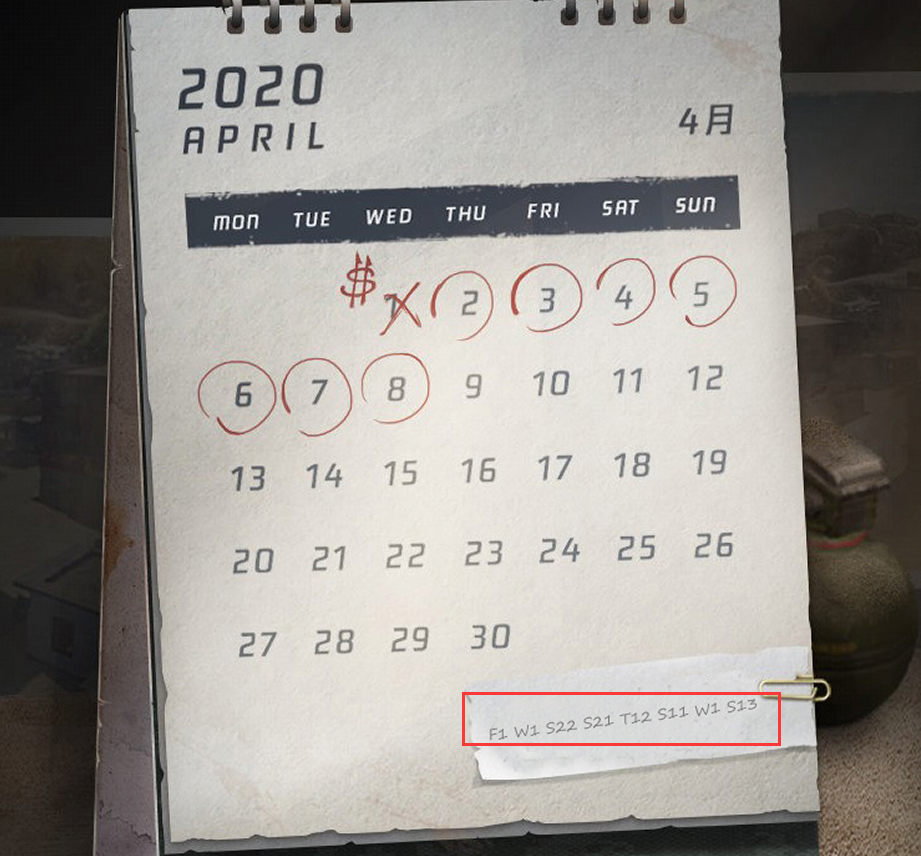 2020
APRIL
4月
MON TUE WED THU FRI SAT SUN
$ 1 2 3 4 5
6 7 8 9 10 11 12
13 14 15 16 17 18 19
20 21 22 23 24 25 26
27 28 29 30
F1 W1 S22 S21 T12 S11 W1 S13